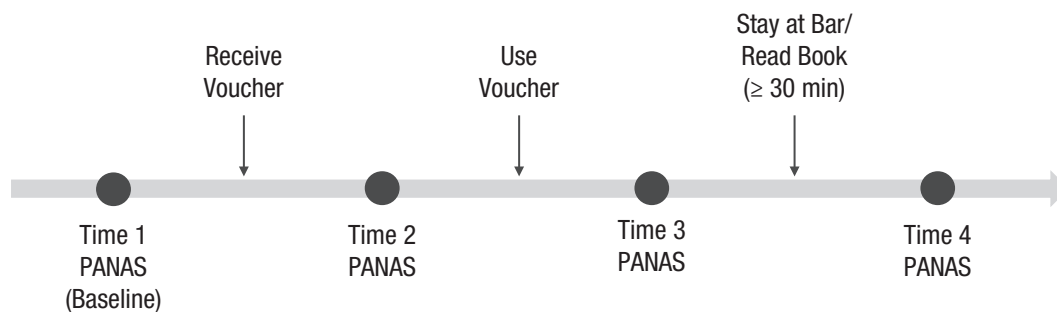 Receive
Voucher
Use
Voucher
Stay at Bar/
Read Book
(≥ 30 min)
Time 1
PANAS
(Baseline)
Time 2
PANAS
Time 3
PANAS
Time 4
PANAS